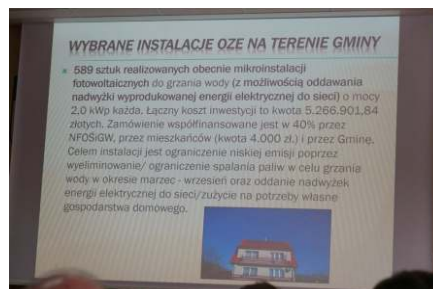 WYBRANE INSTALACJE OZE NA TERENIE GMINY
589 sztuk realizowanych obecnie mikroinstalacji
fotowoltaicznych do grzania wody (z możliwością oddawania
nadwyżki wyprodukowanej energii elektrycznej do sieci) o mocy
2,0 kWp każda. Łączny koszt inwestycji to kwota 5.266.901,84
złotych. Zamówienie współfinansowane jest w 40% przez
NFOŚiGW, przez mieszkańców (kwota 4.000 zł.) i przez Gminę.
Celem instalacji jest ograniczenie niskiej emisji poprzez
wyeliminowanie/ ograniczenie spalania paliw w celu grzania
wody w okresie marzec - wrzesień oraz oddanie nadwyżek
energii elektrycznej do sieci/zużycie na potrzeby własne
gospodarstwa domowego.